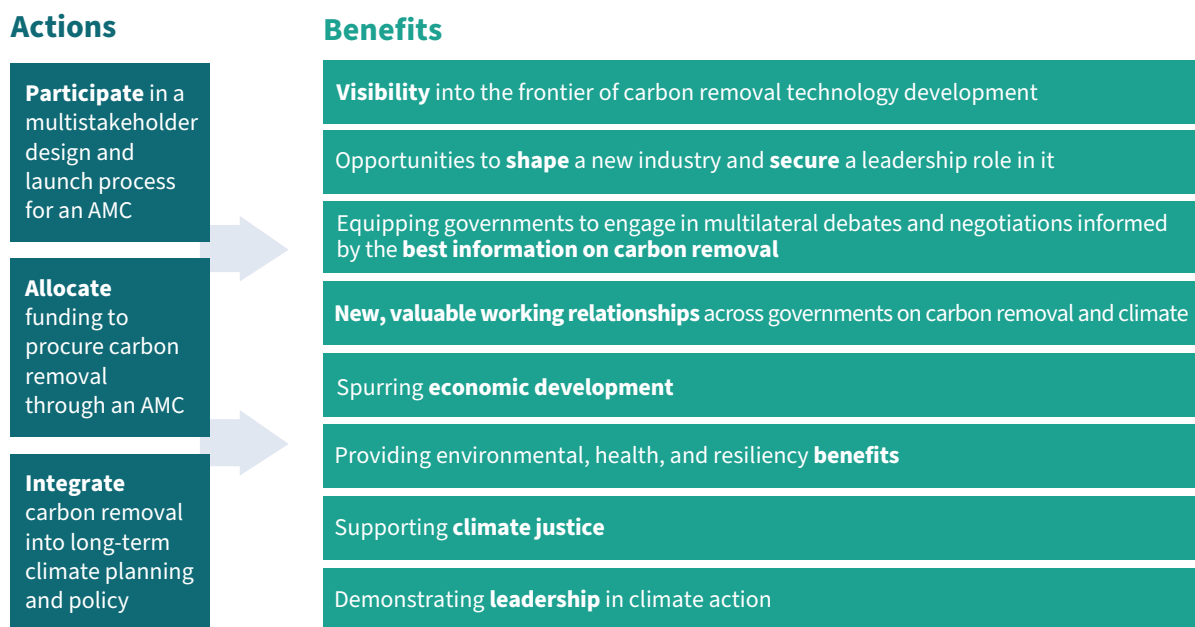 Actions
Participate in a
multistakeholder
design and
launch process
for an AMC
Allocate
funding to
procure carbon
removal
through an AMC
Integrate
carbon removal
into long-term
climate planning
and policy
Benefits
Visibility into the frontier of carbon removal technology development
Opportunities to shape a new industry and secure a leadership role in it
Equipping governments to engage in multilateral debates and negotiations informed
by the best information on carbon removal
New, valuable working relationships across governments on carbon removal and climate
Spurring economic development
Providing environmental, health, and resiliency benefits
Supporting climate justice
Demonstrating leadership in climate action